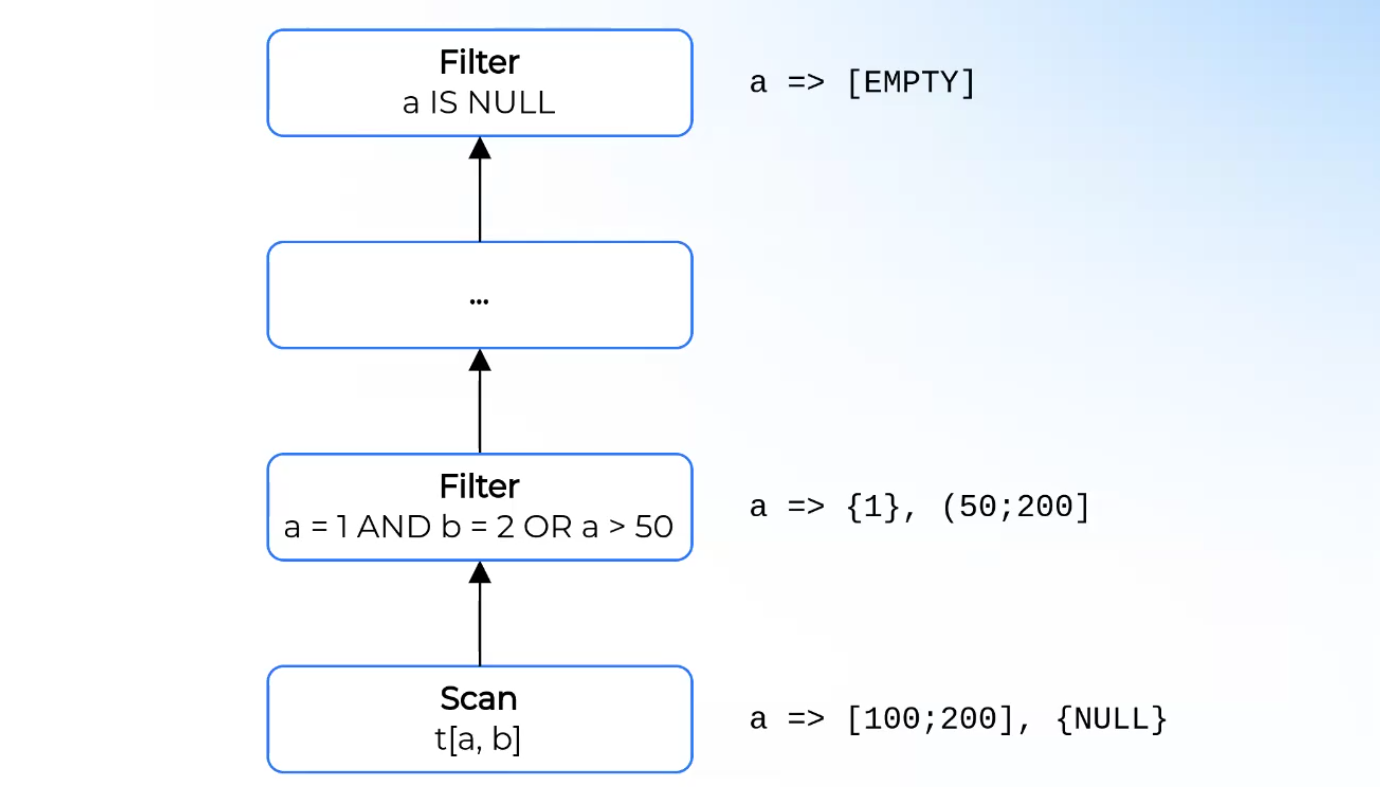 Filter
a IS NULL
a => [EMPTY]
...
Filter
a = 1 AND b = 2 OR a > 50
a => {1}, (50;200]
Scan
t[a, b]
a => [100;200], {NULL}